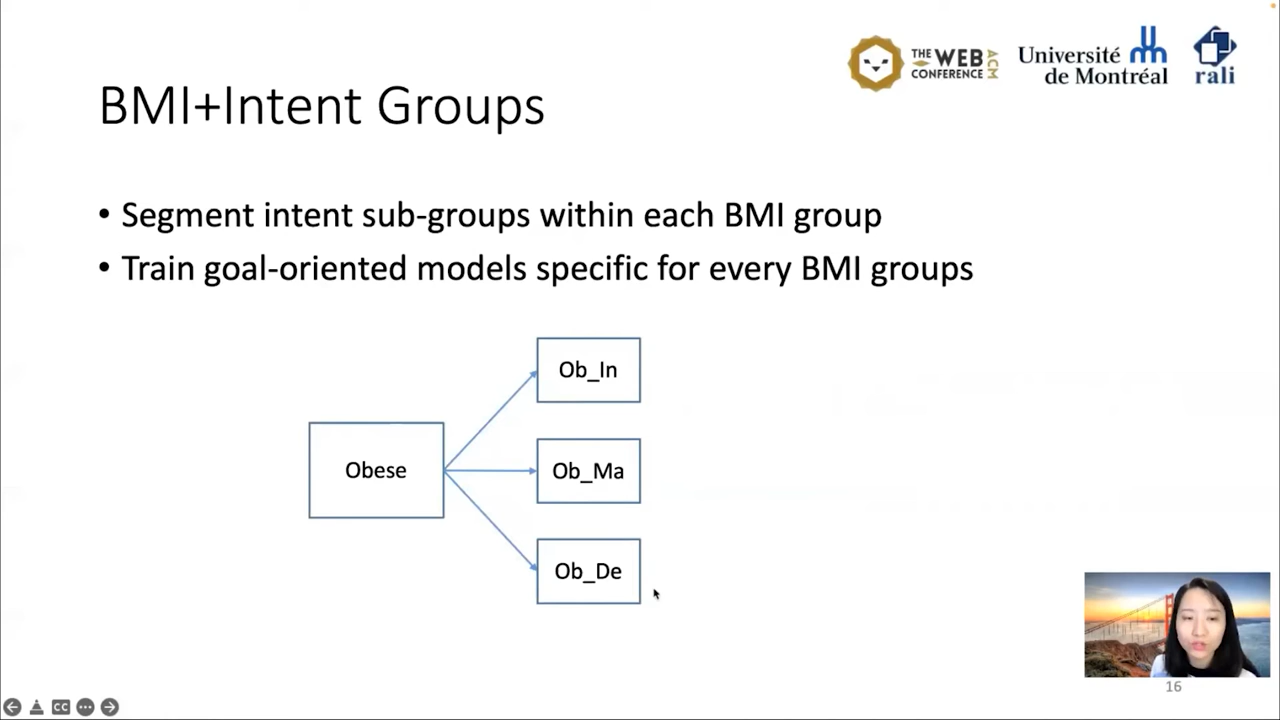 THE WEB CONFERENCE ACM
Université de Montréal
rali
BMI+Intent Groups
• Segment intent sub-groups within each BMI group
• Train goal-oriented models specific for every BMI groups
Ob_In
Obese
Ob_Ma
Ob_De
16
CC